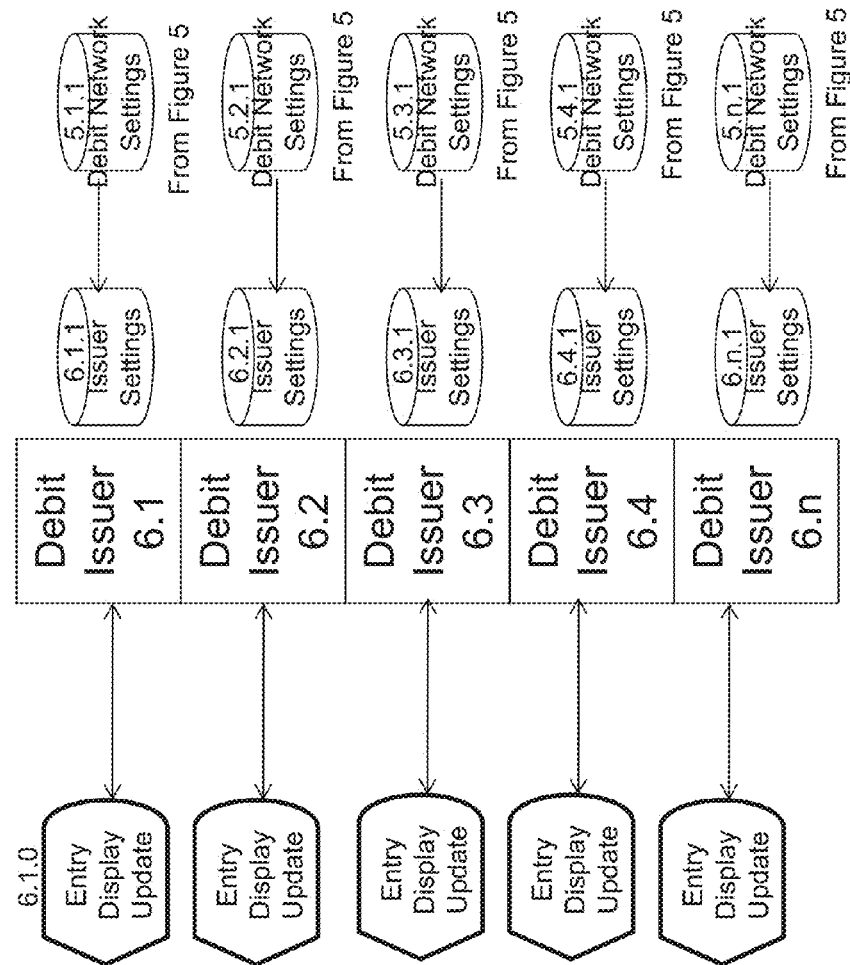 6.1.0
Entry
Display
Update
Debit
Issuer
6.1
6.1.1
Issuer
Settings
5.1.1
Debit Network
Settings
From Figure 5
Entry
Display
Update
Debit
Issuer
6.2
6.2.1
Issuer
Settings
5.2.1
Debit Network
Settings
From Figure 5
Entry
Display
Update
Debit
Issuer
6.3
6.3.1
Issuer
Settings
5.3.1
Debit Network
Settings
From Figure 5
Entry
Display
Update
Debit
Issuer
6.4
6.4.1
Issuer
Settings
5.4.1
Debit Network
Settings
From Figure 5
Entry
Display
Update
Debit
Issuer
6.n
6.n.1
Issuer
Settings
5.n.1
Debit Network
Settings
From Figure 5